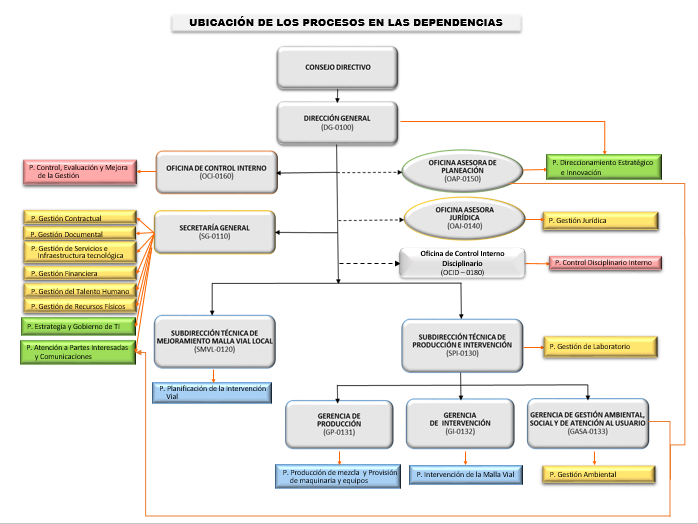 UBICACIÓN DE LOS PROCESOS EN LAS DEPENDENCIAS
CONSEJO DIRECTIVO
DIRECCIÓN GENERAL
(DG-0100)
P. Control, Evaluación y Mejora
de la Gestión
OFICINA DE CONTROL INTERNO
(OCI-0160)
OFICINA ASESORA DE
PLANEACIÓN
(OAP-0150)
P. Direccionamiento Estratégico
e Innovación
P. Gestión Contractual
P. Gestión Documental
P. Gestión de Servicios e
Infraestructura tecnológica
P. Gestión Financiera
P. Gestión del Talento Humano
P. Gestión de Recursos Físicos
P. Estrategia y Gobierno de TI
P. Atención a Partes Interesadas
y Comunicaciones
SECRETARÍA GENERAL
(SG-0110)
OFICINA ASESORA
JURÍDICA
(OAJ-0140)
P. Gestión Jurídica
Oficina de Control Interno
Disciplinario
(OCID – 0180)
P. Control Disciplinario Interno
SUBDIRECCIÓN TÉCNICA DE
MEJORAMIENTO MALLA VIAL LOCAL
(SMVL-0120)
P. Planificación de la Intervención
Vial
SUBDIRECCIÓN TÉCNICA DE
PRODUCCIÓN E INTERVENCIÓN
(SPI-0130)
P. Gestión de Laboratorio
GERENCIA DE
PRODUCCIÓN
(GP-0131)
GERENCIA
DE INTERVENCIÓN
(GI-0132)
GERENCIA DE GESTIÓN AMBIENTAL,
SOCIAL Y DE ATENCIÓN AL USUARIO
(GASA-0133)
P. Producción de mezcla y Provisión
de maquinaria y equipos
P. Intervención de la Malla Vial
P. Gestión Ambiental